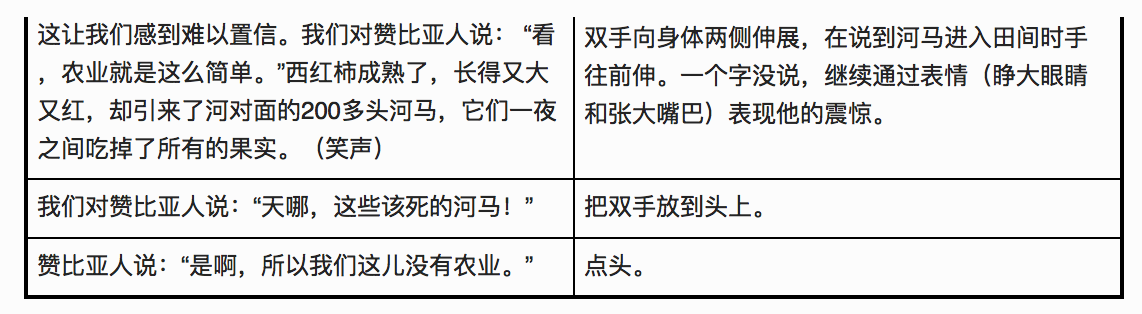 这让我们感到难以置信。我们对赞比亚人说： “看
，农业就是这么简单。”西红柿成熟了，长得又大
又红，却引来了河对面的200多头河马，它们一夜
之间吃掉了所有的果实。（笑声）
双手向身体两侧伸展，在说到河马进入田间时手
往前伸。一个字没说，继续通过表情（睁大眼睛
和张大嘴巴）表现他的震惊。
我们对赞比亚人说：“天哪，这些该死的河马！”
把双手放到头上。
赞比亚人说：“是啊，所以我们这儿没有农业。”
点头。